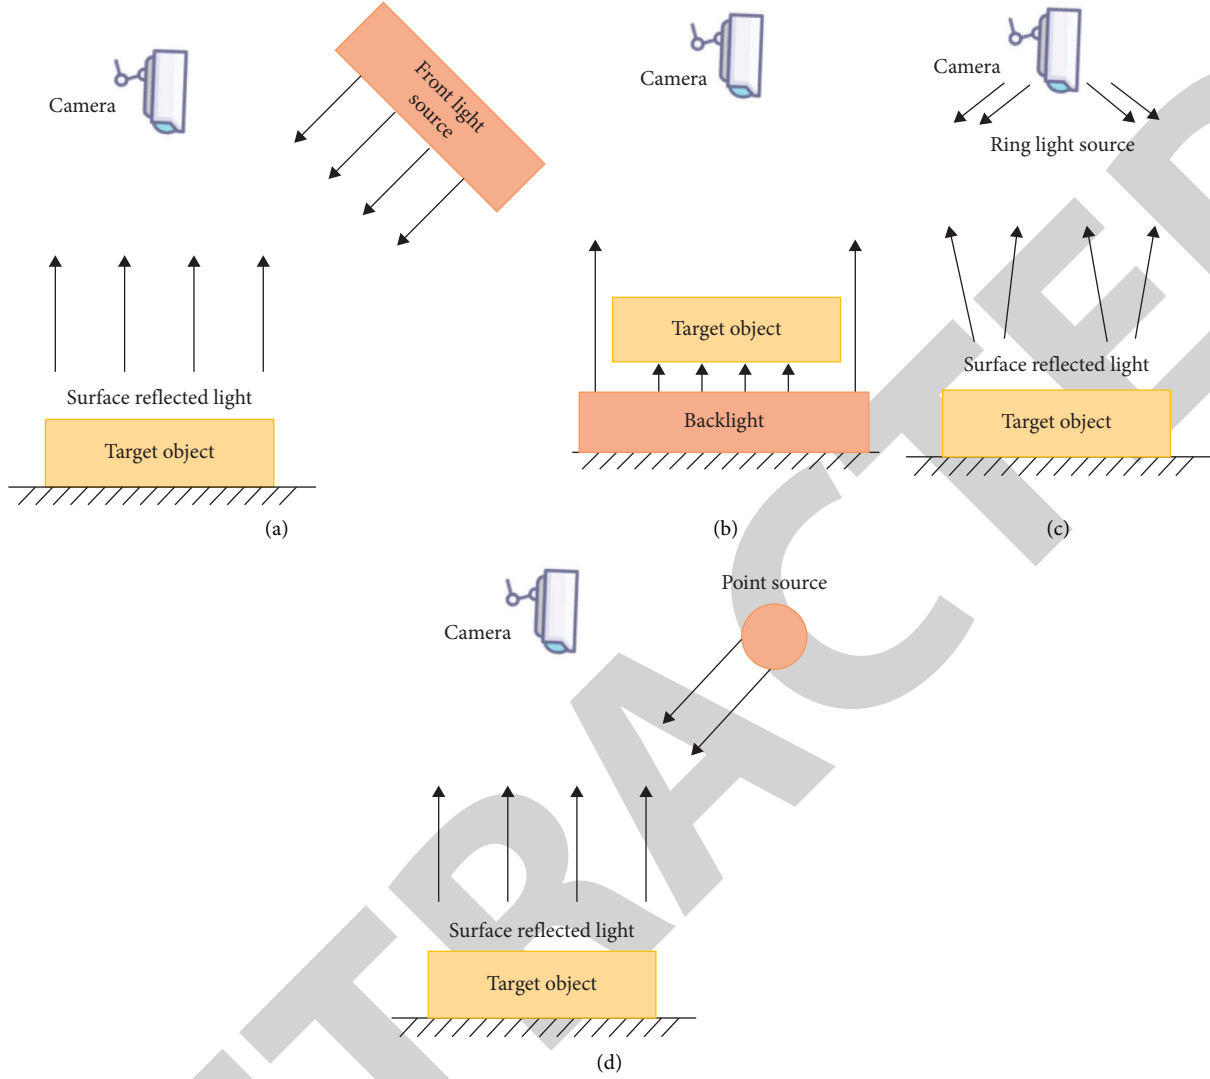 Camera
Front light
source
Surface reflected light
Target object
(a)
Camera
Target object
Backlight
(b)
Camera
Ring light source
Surface reflected light
Target object
(c)
Camera
Point source
Surface reflected light
Target object
(d)
TRACTED